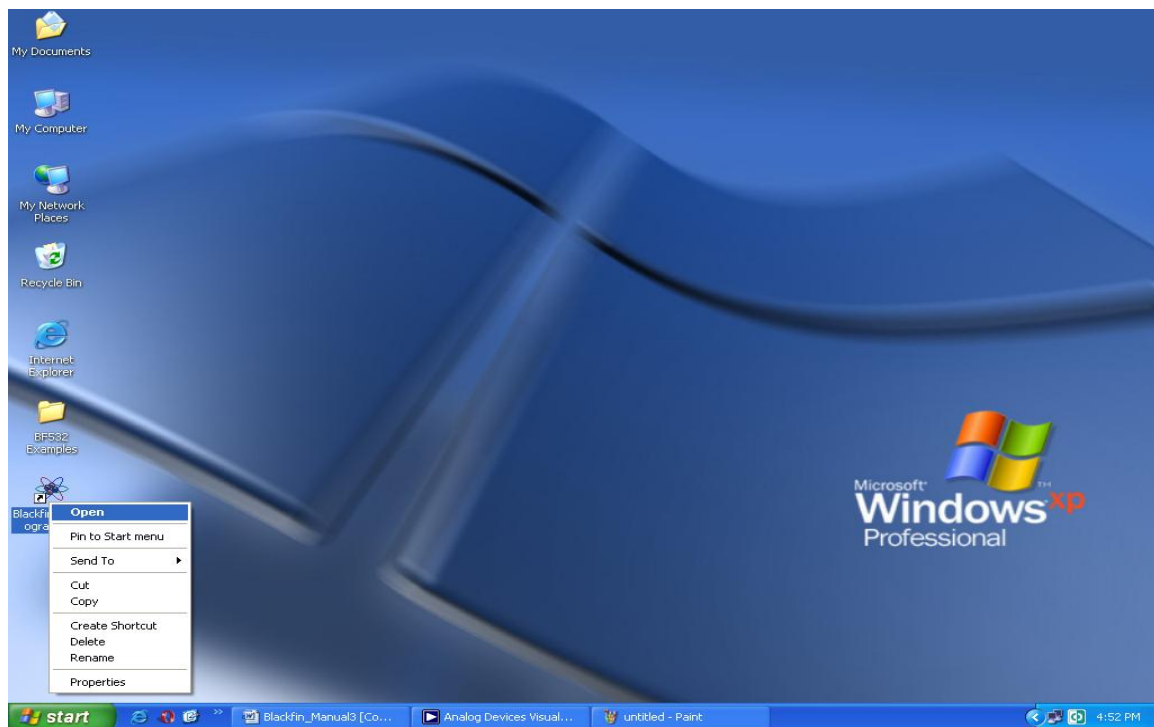 My Documents
My Computer
My Network
Places
Recycle Bin
Internet
Explorer
BF532
Examples
Open
Pin to Start menu
Send To
Cut
Copy
Create Shortcut
Delete
Rename
Properties
Microsoft
Windows xp
TM
Professional
start
Blackfin_Manual3 [Co...
Analog Devices Visual...
untitled - Paint
4:52 PM